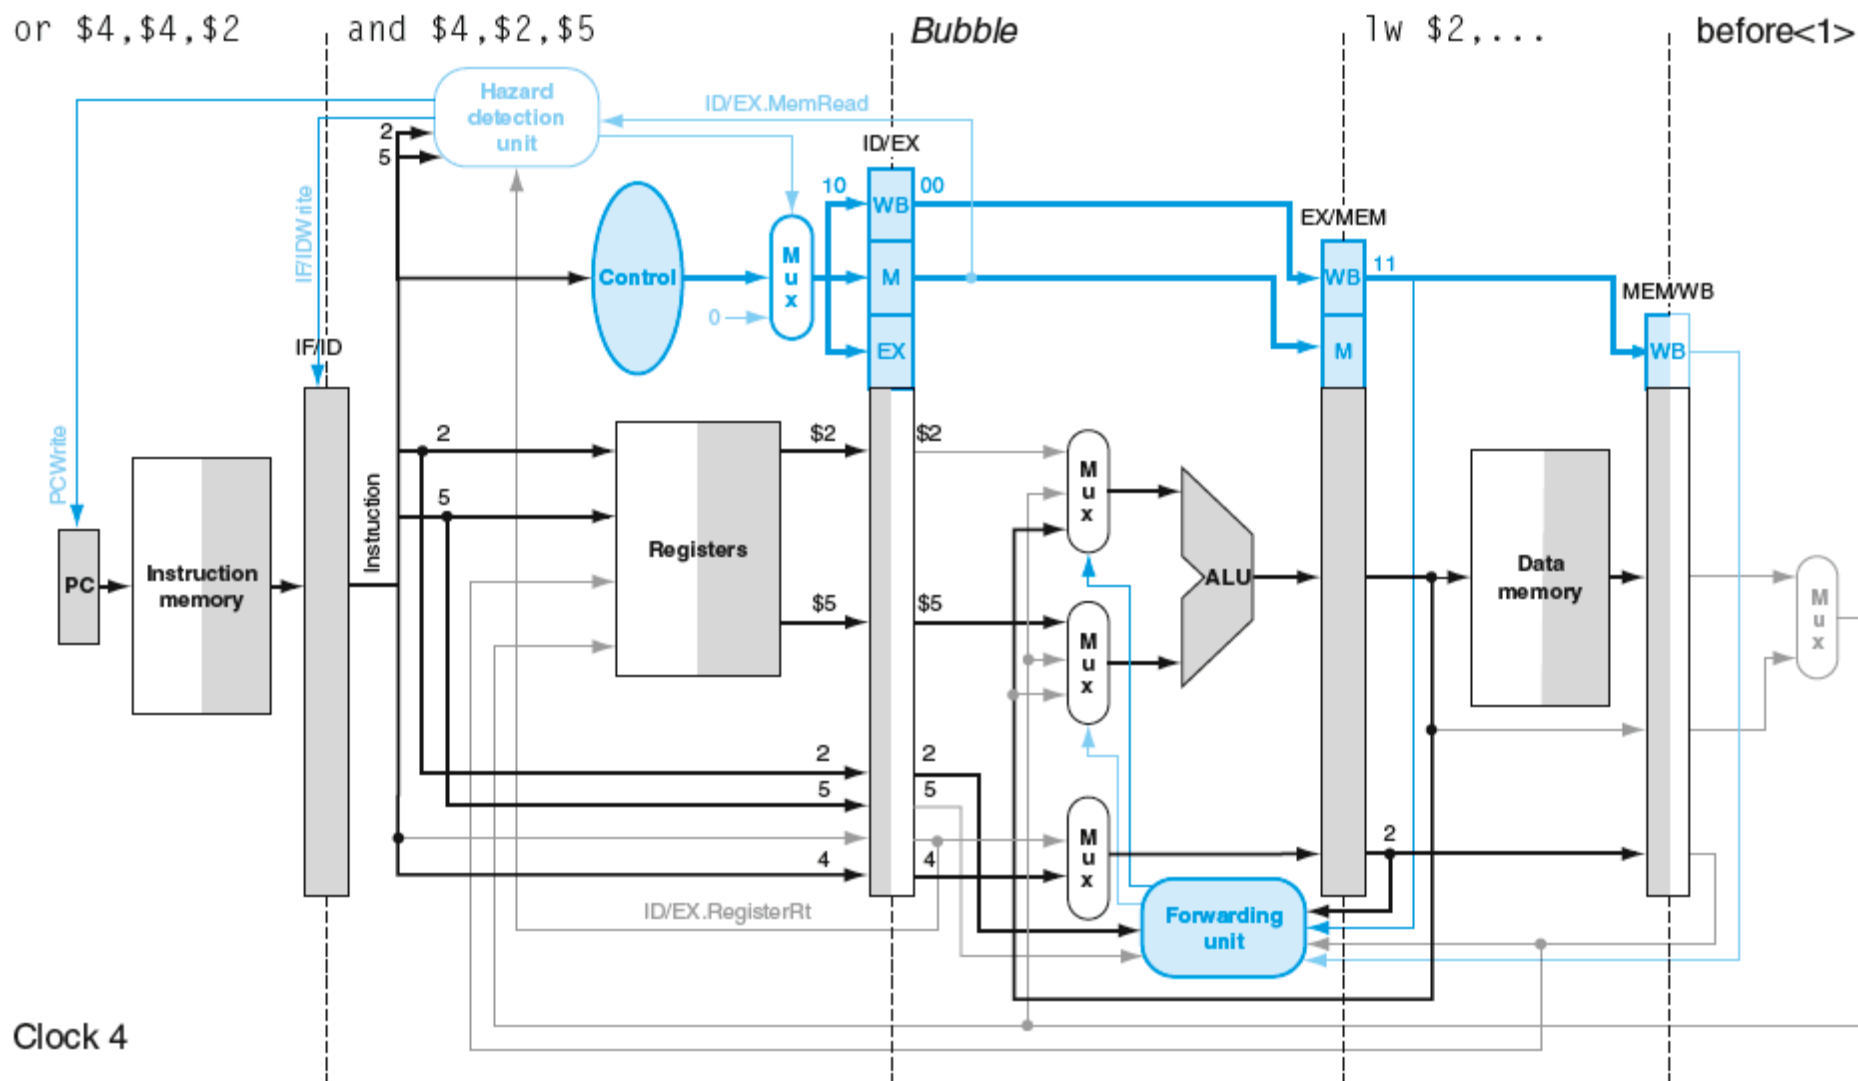 or $4,$4,$2
and $4,$2,$5
Bubble
lw $2,...
before<1>
Hazard
detection
unit
ID/EX.MemRead
2
5
ID/EX
10
00
WB
IF/IDWrite
EX/MEM
Control
M
u
x
M
WB
11
MEM/WB
0
IF/ID
EX
M
WB
PCWrite
2
$2
$2
M
u
x
5
Instruction
Registers
PC
Instruction
memory
ALU
Data
memory
M
u
x
$5
$5
M
u
x
2
2
5
5
4
4
M
u
x
2
ID/EX.RegisterRt
Forwarding
unit
Clock 4